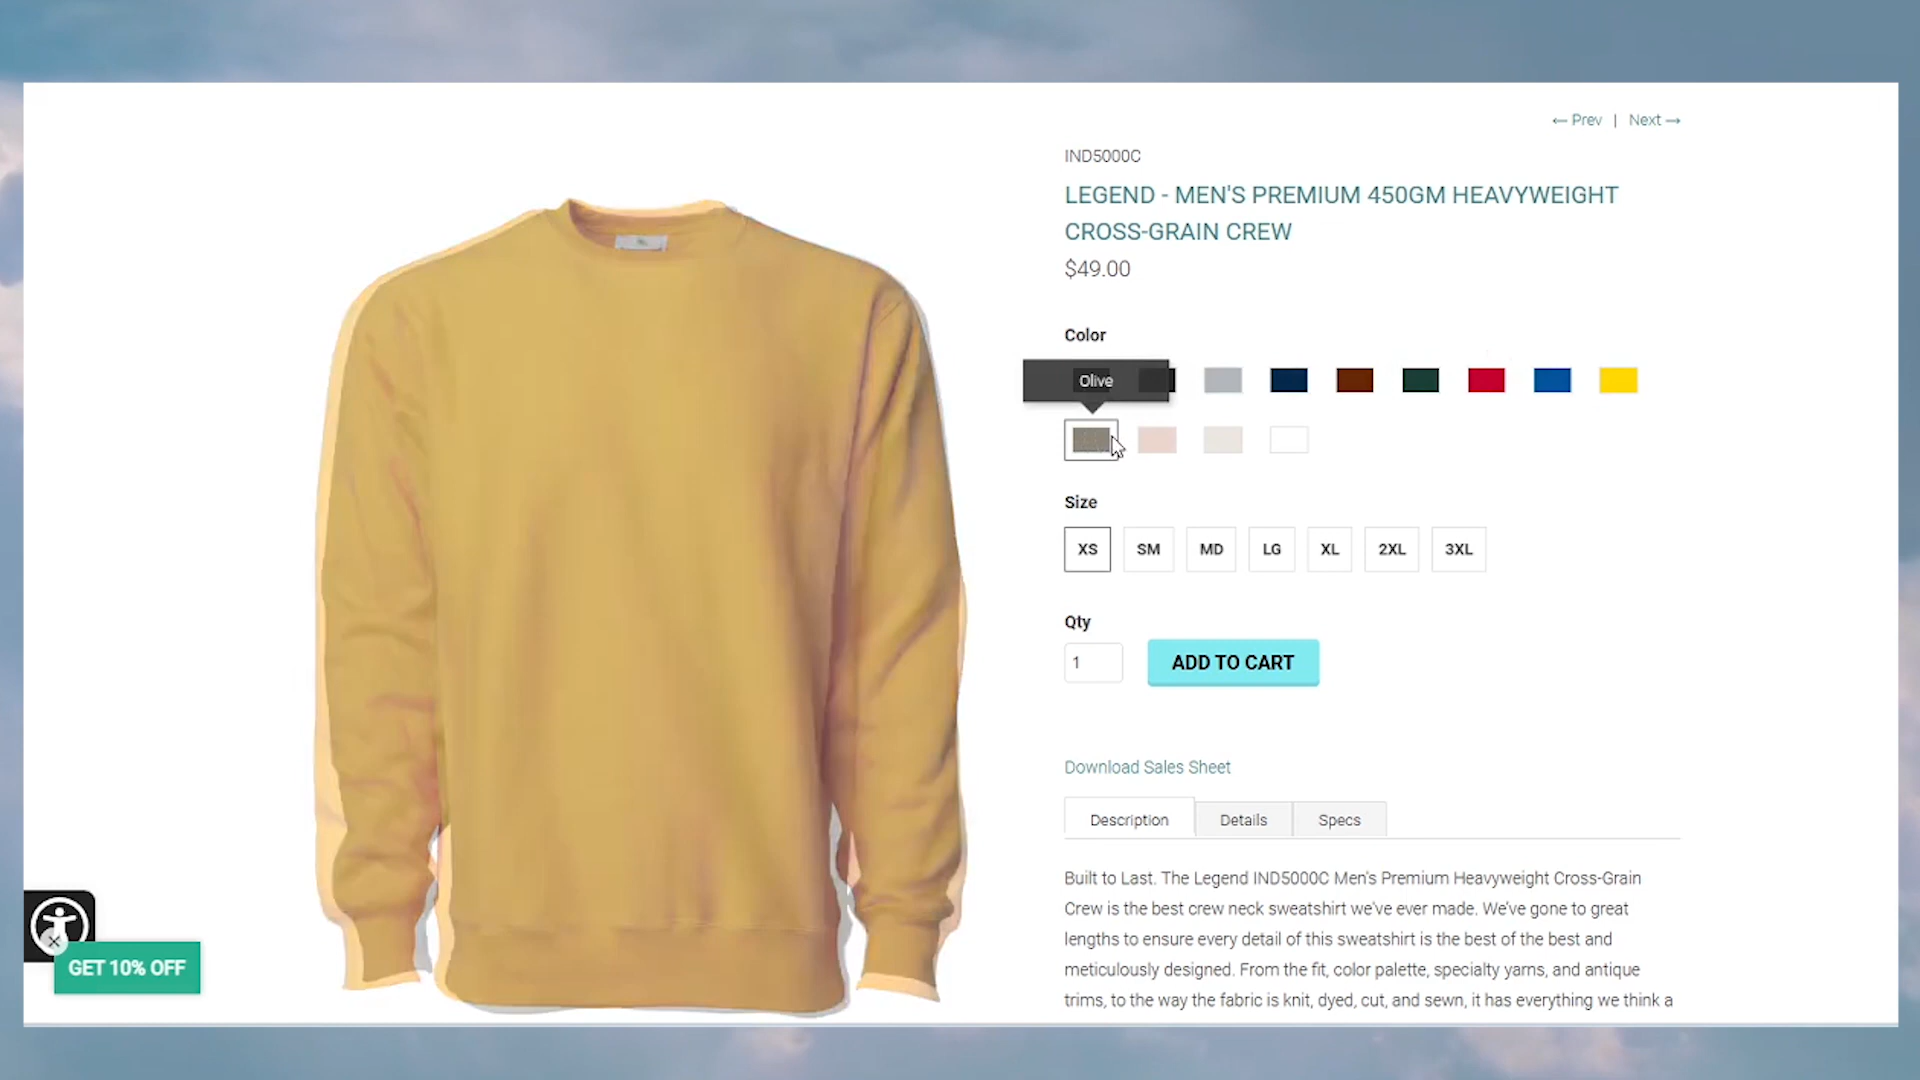 ← Prev | Next →
IND5000C
LEGEND - MEN'S PREMIUM 450GM HEAVYWEIGHT
CROSS-GRAIN CREW
$49.00
Color
Olive
Size
XS SM MD LG XL 2XL 3XL
Qty
1 ADD TO CART
Download Sales Sheet
Description Details Specs
Built to Last. The Legend IND5000C Men's Premium Heavyweight Cross-Grain
Crew is the best crew neck sweatshirt we've ever made. We've gone to great
lengths to ensure every detail of this sweatshirt is the best of the best and
meticulously designed. From the fit, color palette, specialty yarns, and antique
trims, to the way the fabric is knit, dyed, cut, and sewn, it has everything we think a
GET 10% OFF